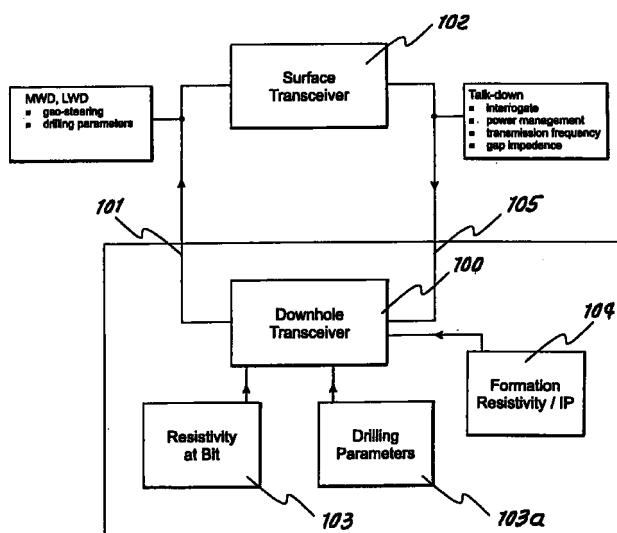 102
Surface
Transceiver
MWD, LWD
▪ gao-steering
▪ drilling parameters
Talk-down
▪ interrogate
▪ power management
▪ transmission frequency
▪ gap impedence
101
105
100
Downhole
Transceiver
104
Formation
Resistivity / IP
Resistivity
at Bit
Drilling
Parameters
103
103a